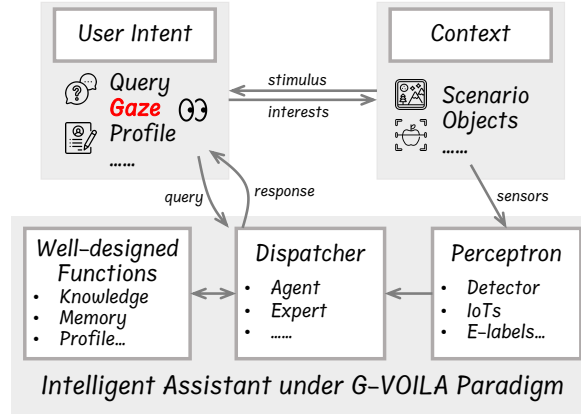 User Intent
Query
Gaze
Profile
......
stimulus
interests
Context
Scenario
Objects
......
query
response
sensors
Well-designed
Functions
• Knowledge
• Memory
• Profile...
Dispatcher
• Agent
• Expert
• ......
Perceptron
• Detector
• IoTs
• E-labels...
Intelligent Assistant under G-VOILA Paradigm